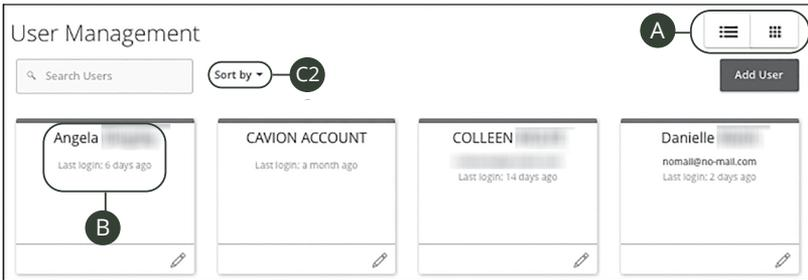 A
User Management
Search Users
Sort by
C2
Add User
Angela
Last login: 6 days ago
B
CAVION ACCOUNT
Last login: a month ago
COLLEEN
Last login: 14 days ago
Danielle
nomail@no-mail.com
Last login: 2 days ago